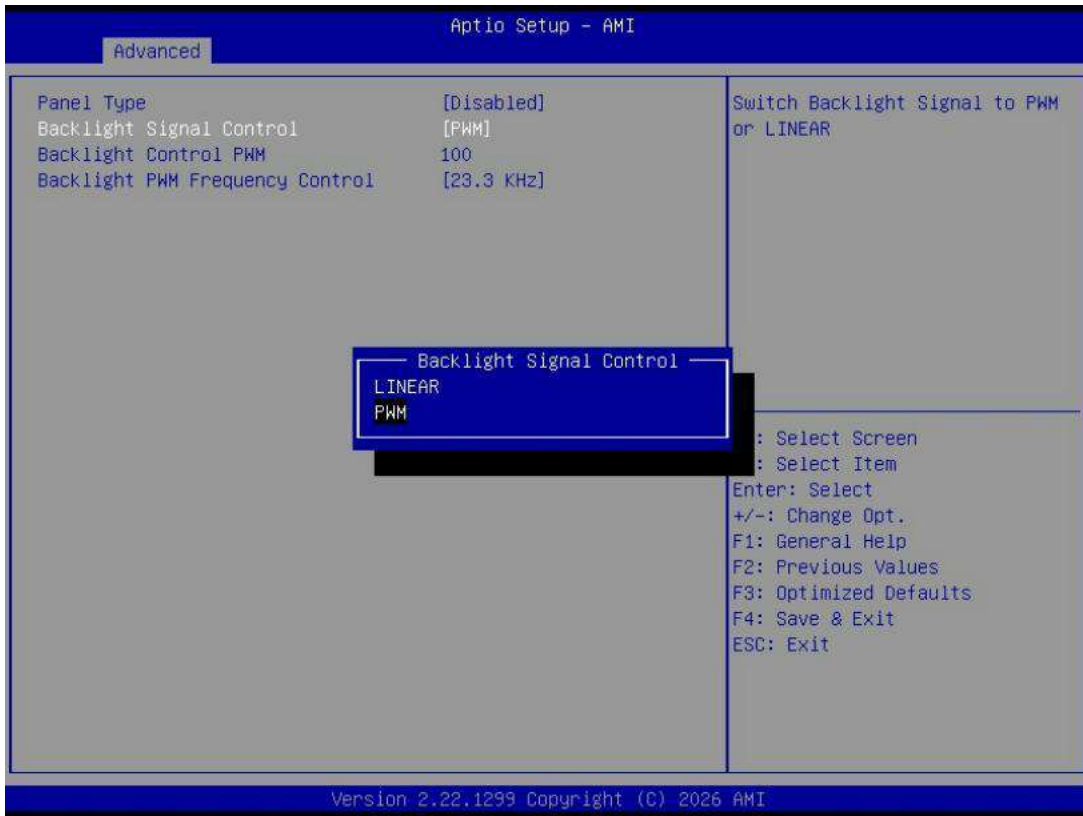 Aptio Setup – AMI
Advanced
Panel Type [Disabled]
Backlight Signal Control [PWM]
Backlight Control PWM 100
Backlight PWM Frequency Control [23.3 KHz]
Switch Backlight Signal to PWM
or LINEAR
Backlight Signal Control
LINEAR
PWM
: Select Screen
: Select Item
Enter: Select
+/-: Change Opt.
F1: General Help
F2: Previous Values
F3: Optimized Defaults
F4: Save & Exit
ESC: Exit
Version 2.22.1299 Copyright (C) 2026 AMI